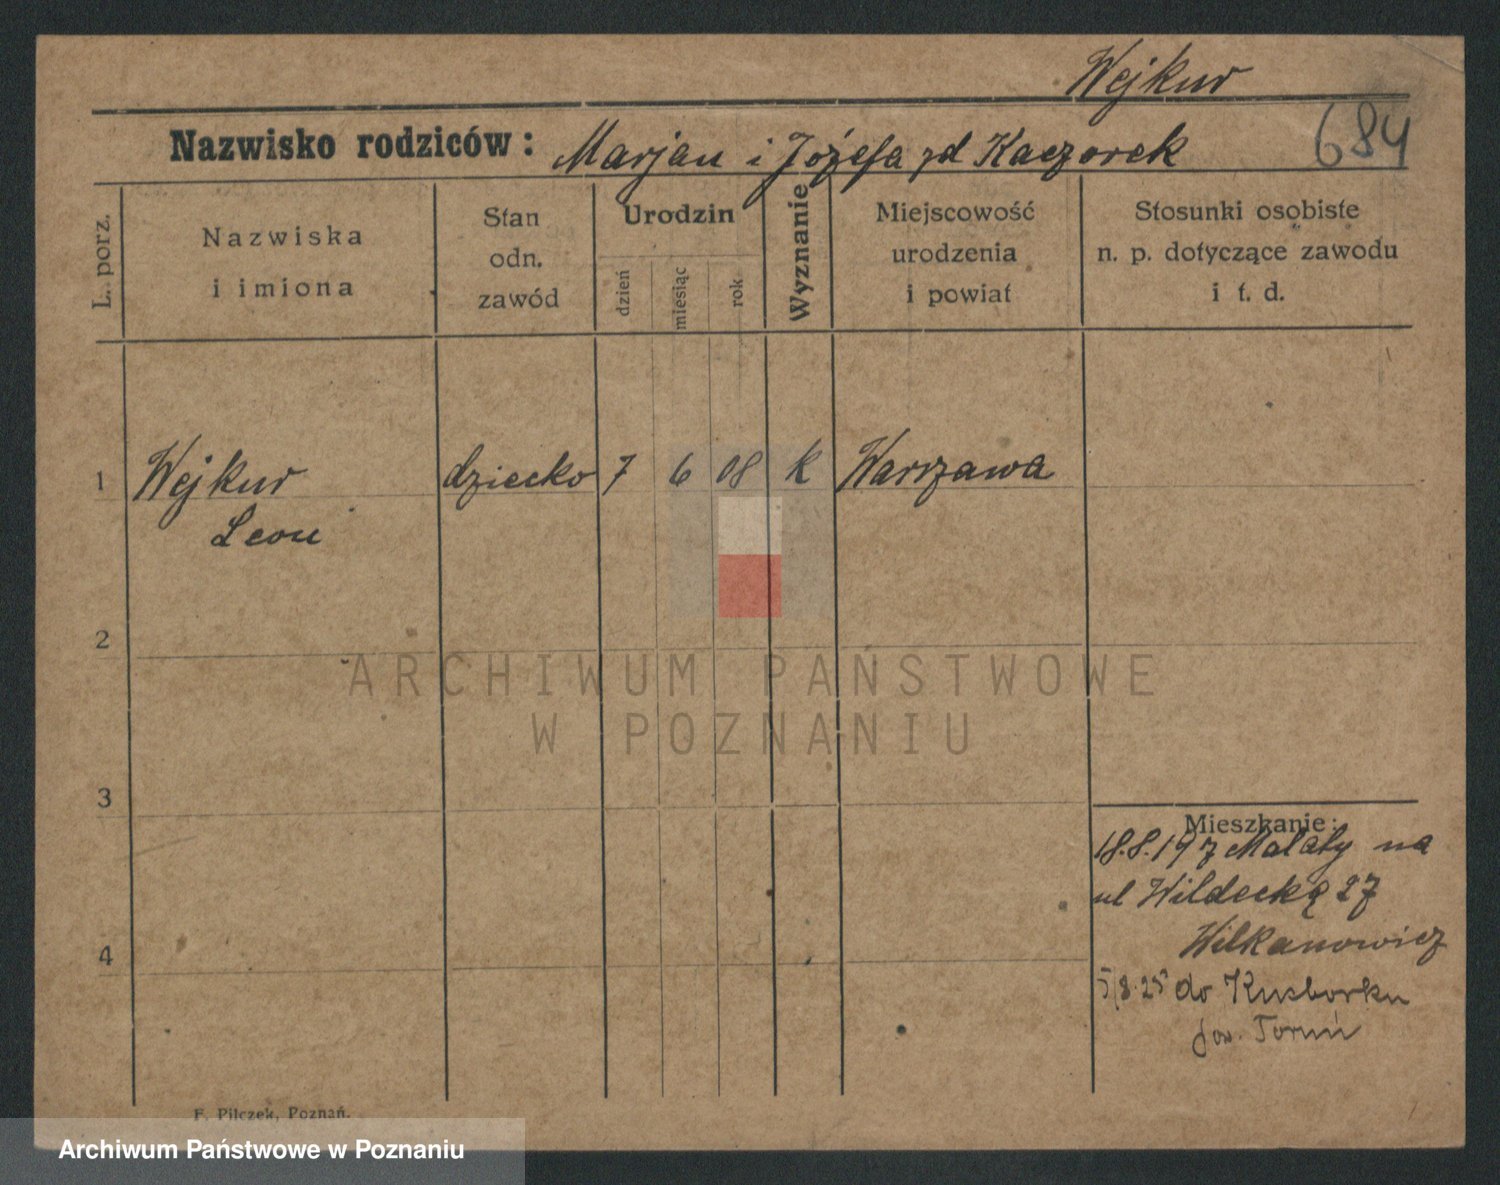 Wejkur
684
Nazwisko rodziców: Marjan i Józefa zd Kaczorek
L. porz.
Nazwiska
i imiona
Stan
odn.
zawód
Urodzin
dzień
miesiąc
rok
Wyznanie
Miejscowość
urodzenia
i powiat
Stosunki osobiste
n. p. dotyczące zawodu
i t. d.
1 Wejkur dziecko 7 6 08 k Warszawa
Leon
2
3
4
Mieszkanie:
18.8.19 z Małaty na
ul Wildecką 27
Wilkanowicz
5/8.25 do
pow. Toruń
F. Pilczek, Poznań.
ARCHIWUM PAŃSTWOWE
W POZNANIU
Archiwum Państwowe w Poznaniu